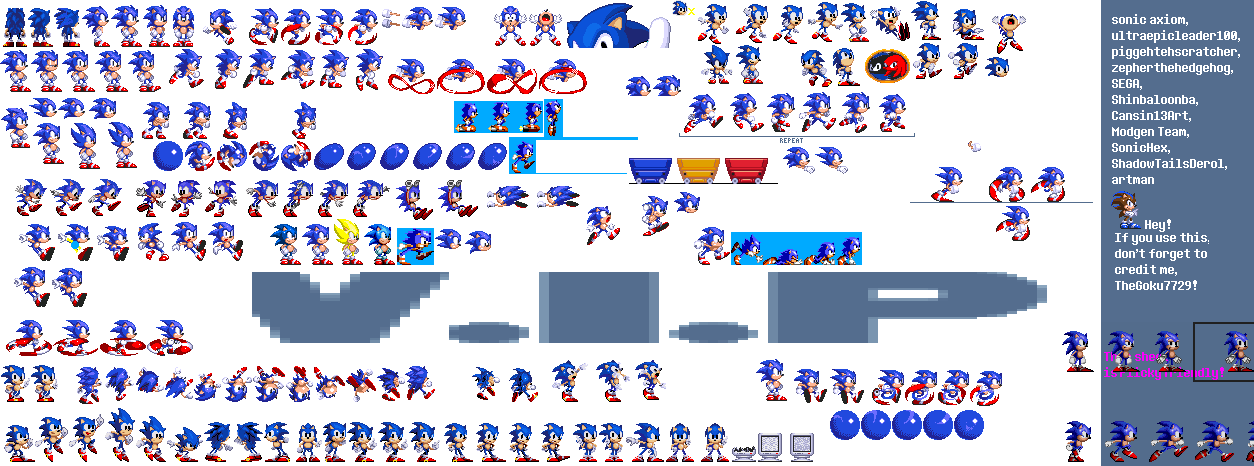 sonic axiom,
ultraepicleader100,
piggehtehscratcher,
zepherthehedgehog,
SEGA,
Shinbaloonba,
Cansin13Art,
Modgen Team,
SonicHex,
ShadowTailsDero1,
artman
Hey!
If you use this,
don't forget to
credit me,
TheGoku7729!
REPEAT
V.I.P